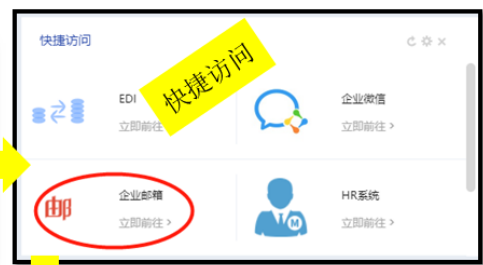 快捷访问
快捷访问
EDI
立即前往
企业微信
立即前往 >
邮
企业邮箱
立即前往 >
M
HR系统
立即前往 >